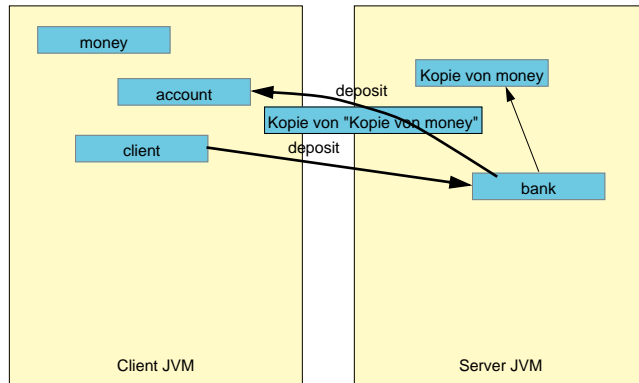 money
account
deposit
Kopie von money
Kopie von "Kopie von money"
client
deposit
bank
Client JVM
Server JVM